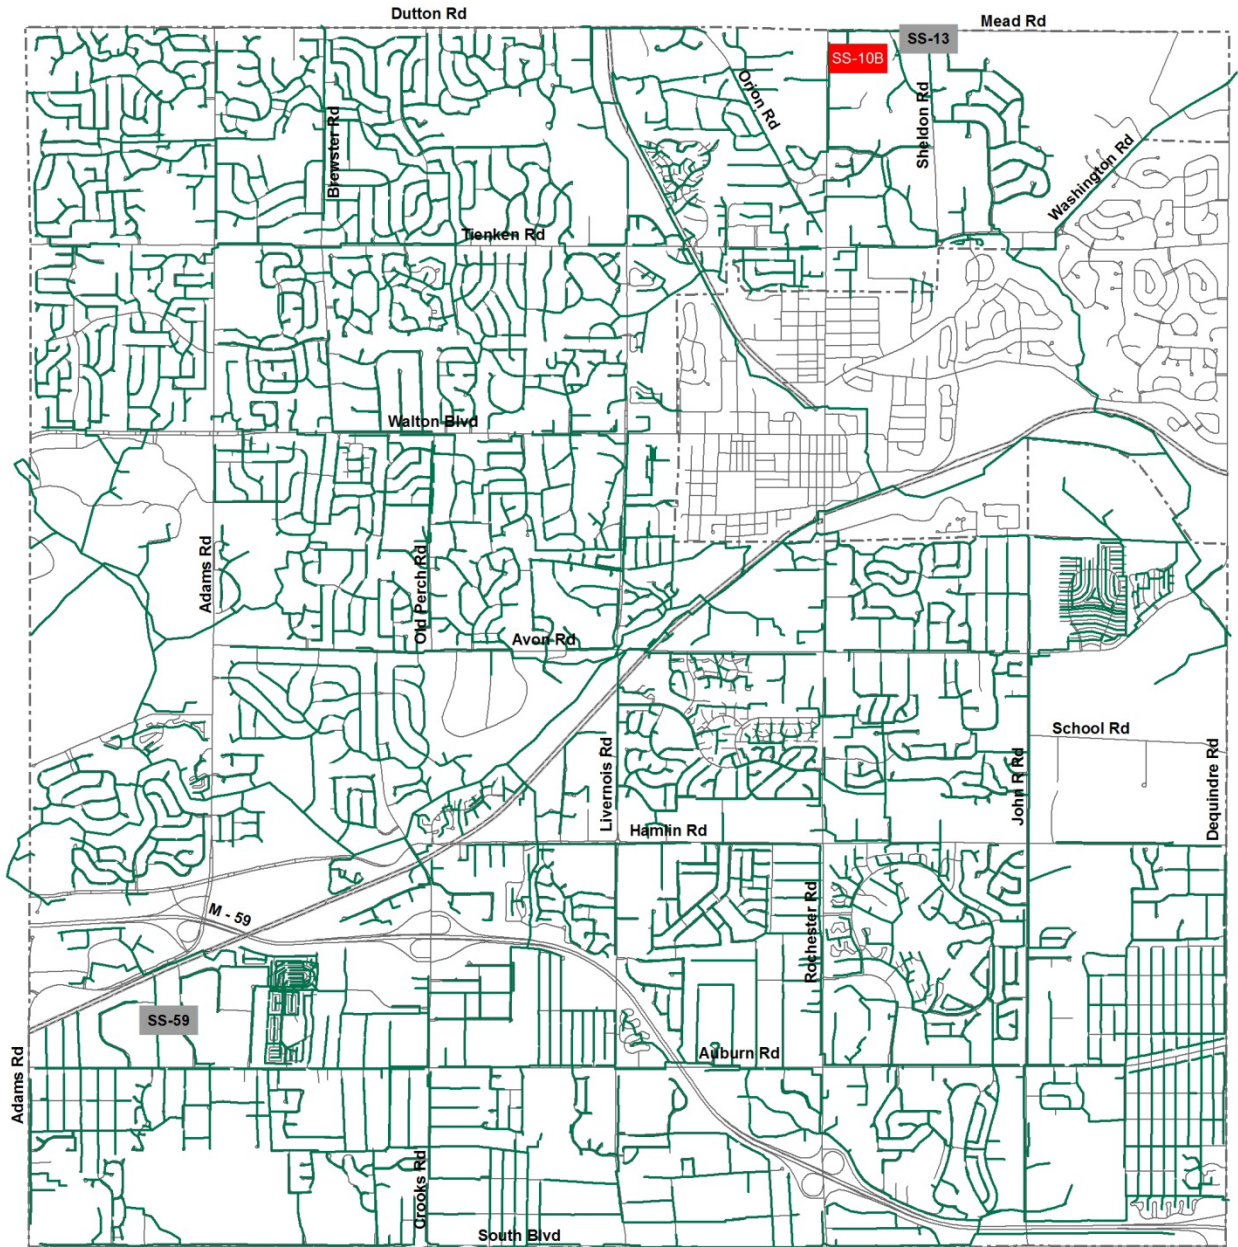 Dutton Rd
Mead Rd
SS-13
SS-10B
Orion Rd
Sheldon Rd
Brewster Rd
Washington Rd
Tienken Rd
Walton Blvd
Adams Rd
Old Perch Rd
Avon Rd
School Rd
Livernois Rd
John R Rd
Dequindre Rd
Hamlin Rd
M - 59
Rochester Rd
SS-59
Auburn Rd
Adams Rd
Crooks Rd
South Blvd